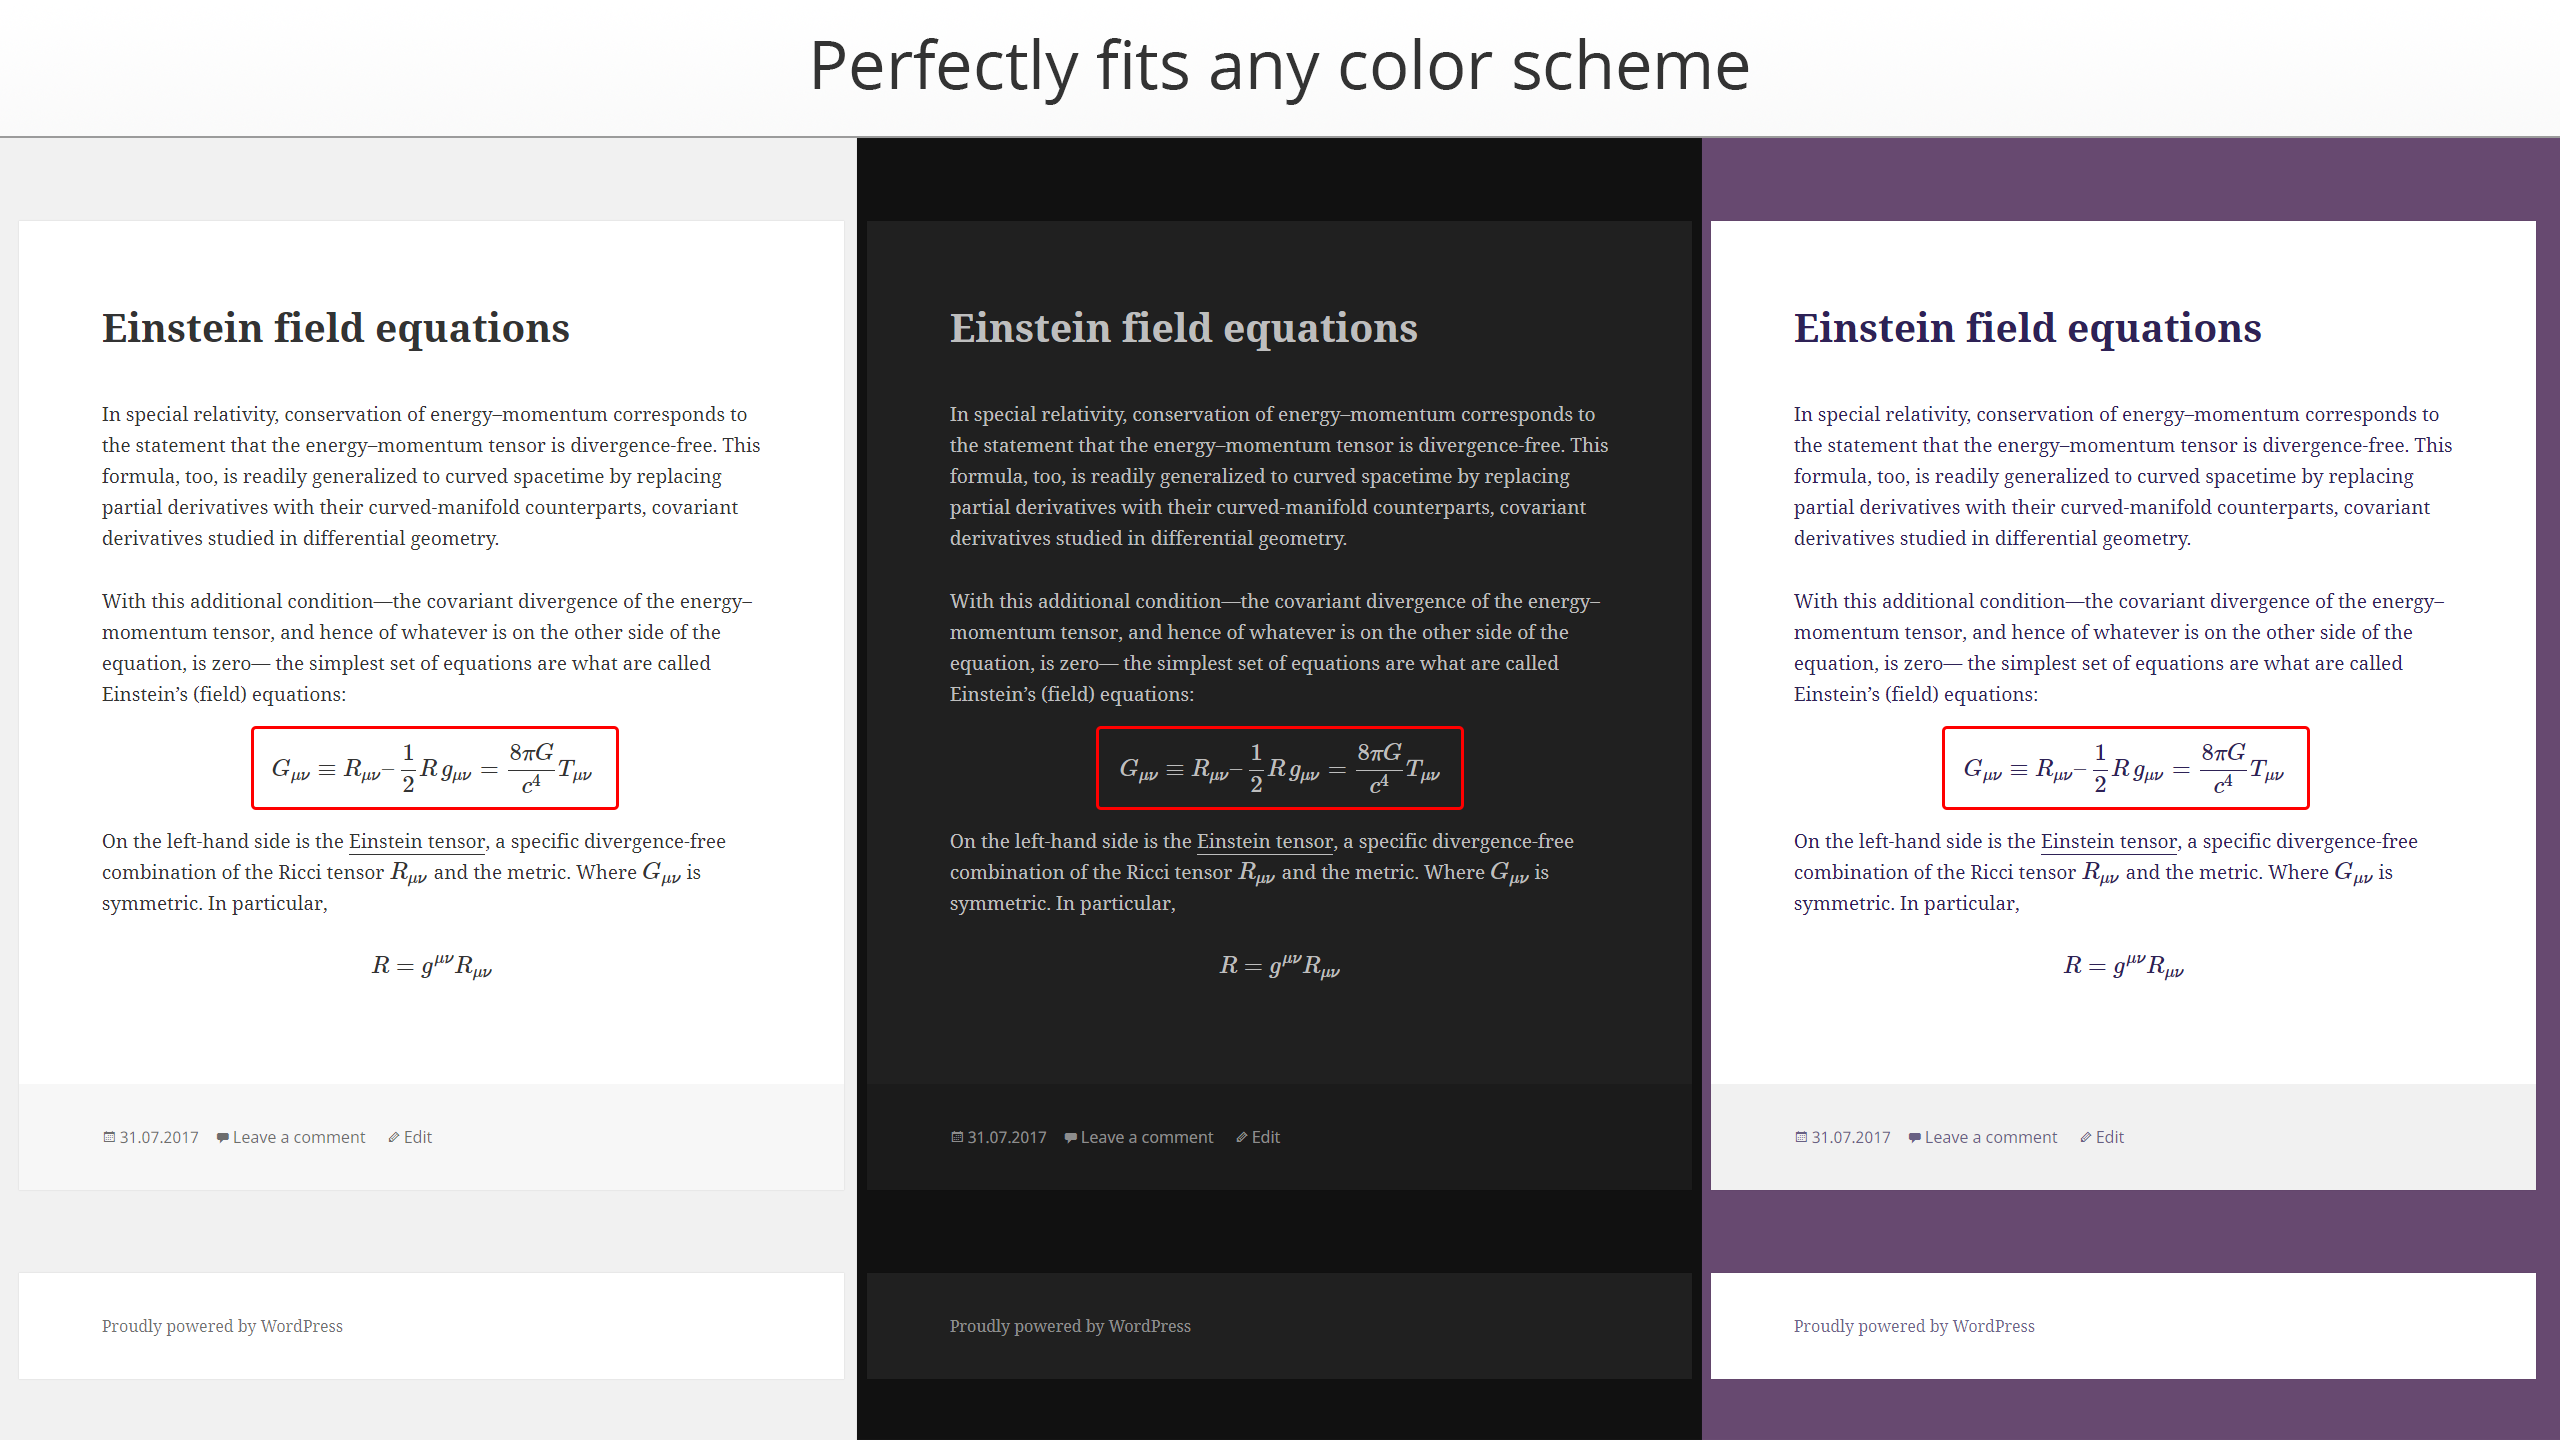 Perfectly fits any color scheme
Einstein field equations
In special relativity, conservation of energy–momentum corresponds to
the statement that the energy–momentum tensor is divergence-free. This
formula, too, is readily generalized to curved spacetime by replacing
partial derivatives with their curved-manifold counterparts, covariant
derivatives studied in differential geometry.
With this additional condition—the covariant divergence of the energy–
momentum tensor, and hence of whatever is on the other side of the
equation, is zero— the simplest set of equations are what are called
Einstein’s (field) equations:
$G_{\mu\nu} \equiv R_{\mu\nu} – \frac{1}{2} R\, g_{\mu\nu} = \frac{8\pi G}{c^4} T_{\mu\nu}$
On the left-hand side is the Einstein tensor, a specific divergence-free
combination of the Ricci tensor $R_{\mu\nu}$ and the metric. Where $G_{\mu\nu}$ is
symmetric. In particular,
$R = g^{\mu\nu} R_{\mu\nu}$
31.07.2017 Leave a comment Edit
Proudly powered by WordPress
Einstein field equations
In special relativity, conservation of energy–momentum corresponds to
the statement that the energy–momentum tensor is divergence-free. This
formula, too, is readily generalized to curved spacetime by replacing
partial derivatives with their curved-manifold counterparts, covariant
derivatives studied in differential geometry.
With this additional condition—the covariant divergence of the energy–
momentum tensor, and hence of whatever is on the other side of the
equation, is zero— the simplest set of equations are what are called
Einstein’s (field) equations:
$G_{\mu\nu} \equiv R_{\mu\nu} – \frac{1}{2} R\, g_{\mu\nu} = \frac{8\pi G}{c^4} T_{\mu\nu}$
On the left-hand side is the Einstein tensor, a specific divergence-free
combination of the Ricci tensor $R_{\mu\nu}$ and the metric. Where $G_{\mu\nu}$ is
symmetric. In particular,
$R = g^{\mu\nu} R_{\mu\nu}$
31.07.2017 Leave a comment Edit
Proudly powered by WordPress
Einstein field equations
In special relativity, conservation of energy–momentum corresponds to
the statement that the energy–momentum tensor is divergence-free. This
formula, too, is readily generalized to curved spacetime by replacing
partial derivatives with their curved-manifold counterparts, covariant
derivatives studied in differential geometry.
With this additional condition—the covariant divergence of the energy–
momentum tensor, and hence of whatever is on the other side of the
equation, is zero— the simplest set of equations are what are called
Einstein’s (field) equations:
$G_{\mu\nu} \equiv R_{\mu\nu} – \frac{1}{2} R\, g_{\mu\nu} = \frac{8\pi G}{c^4} T_{\mu\nu}$
On the left-hand side is the Einstein tensor, a specific divergence-free
combination of the Ricci tensor $R_{\mu\nu}$ and the metric. Where $G_{\mu\nu}$ is
symmetric. In particular,
$R = g^{\mu\nu} R_{\mu\nu}$
31.07.2017 Leave a comment Edit
Proudly powered by WordPress